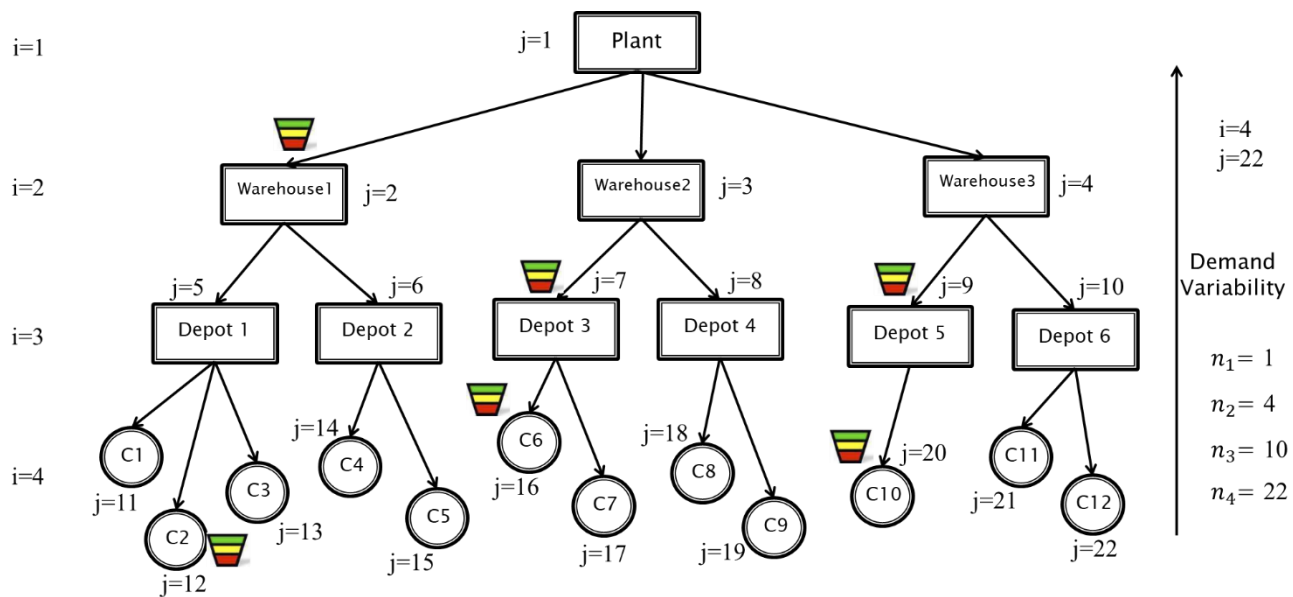 i=1
j=1
Plant
i=4
j=22
i=2
Warehouse1
j=2
Warehouse2
j=3
Warehouse3
j=4
Demand
Variability
i=3
j=5
Depot 1
j=6
Depot 2
j=7
Depot 3
j=8
Depot 4
j=9
Depot 5
j=10
Depot 6
n₁= 1
n₂= 4
n₃= 10
n₄= 22
i=4
C1
j=11
C2
j=12
C3
j=13
j=14
C4
C5
j=15
C6
j=16
C7
j=17
j=18
C8
C9
j=19
j=20
C10
C11
j=21
C12
j=22